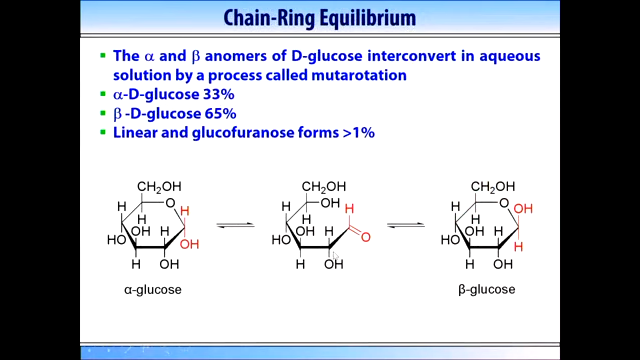 Chain-Ring Equilibrium
The α and β anomers of D-glucose interconvert in aqueous
solution by a process called mutarotation
α-D-glucose 33%
β -D-glucose 65%
Linear and glucofuranose forms >1%
CH2OH CH2OH CH2OH
H O H H OH H H O OH
H H H
OH H OH H O OH H
HO OH HO HO H
H OH H OH H OH
α-glucose β-glucose